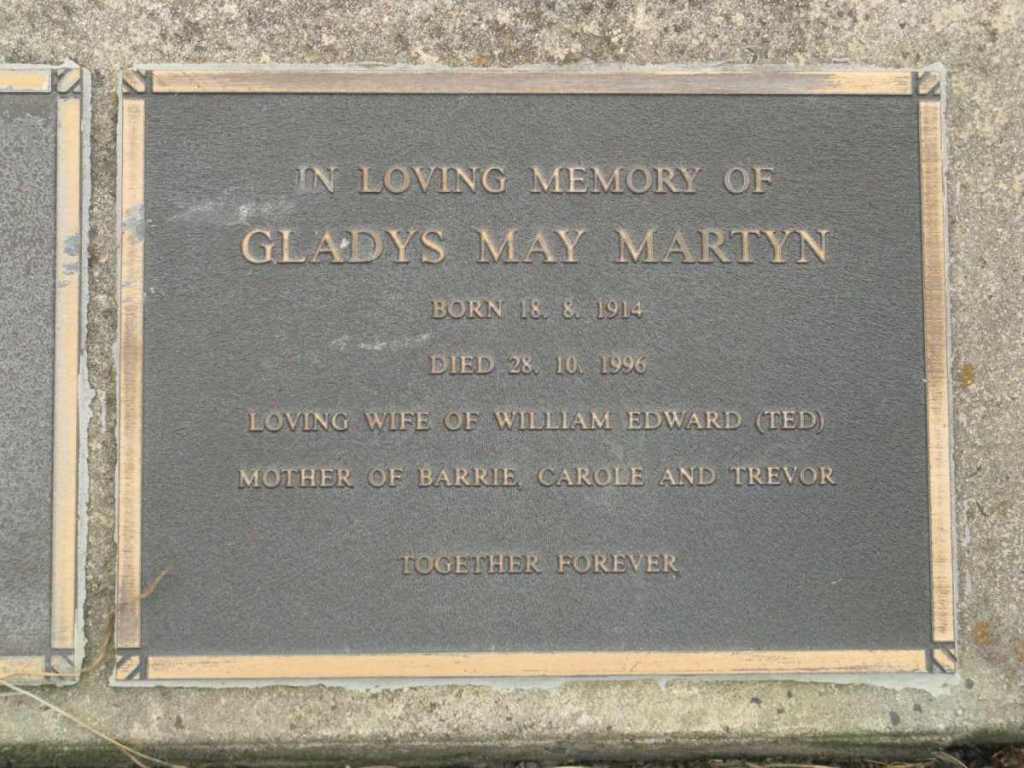 IN LOVING MEMORY OF
GLADYS MAY MARTYN
BORN 18. 8. 1914
DIED 28. 10. 1996
LOVING WIFE OF WILLIAM EDWARD (TED)
MOTHER OF BARRIE, CAROLE AND TREVOR
TOGETHER FOREVER